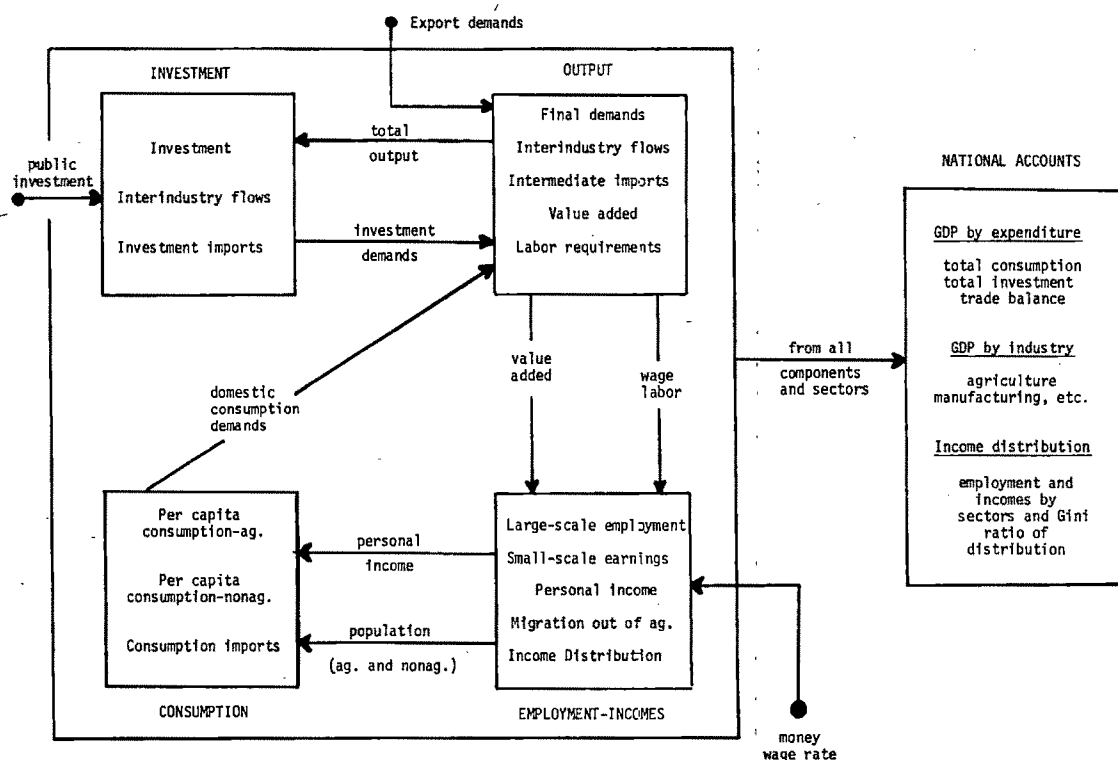 Export demands
INVESTMENT
OUTPUT
Investment
Interindustry flows
Investment imports
public
investment
total
output
investment
demands
Final demands
Interindustry flows
Intermediate imports
Value added
Labor requirements
value
added
wage
labor
domestic
consumption
demands
Per capita
consumption-ag.
Per capita
consumption-nonag.
Consumption imports
CONSUMPTION
personal
income
population
(ag. and nonag.)
Large-scale employment
Small-scale earnings
Personal income
Migration out of ag.
Income Distribution
EMPLOYMENT-INCOMES
money
wage rate
from all
components
and sectors
NATIONAL ACCOUNTS
GDP by expenditure
total consumption
total investment
trade balance
GDP by industry
agriculture
manufacturing, etc.
Income distribution
employment and
incomes by
sectors and Gini
ratio of
distribution